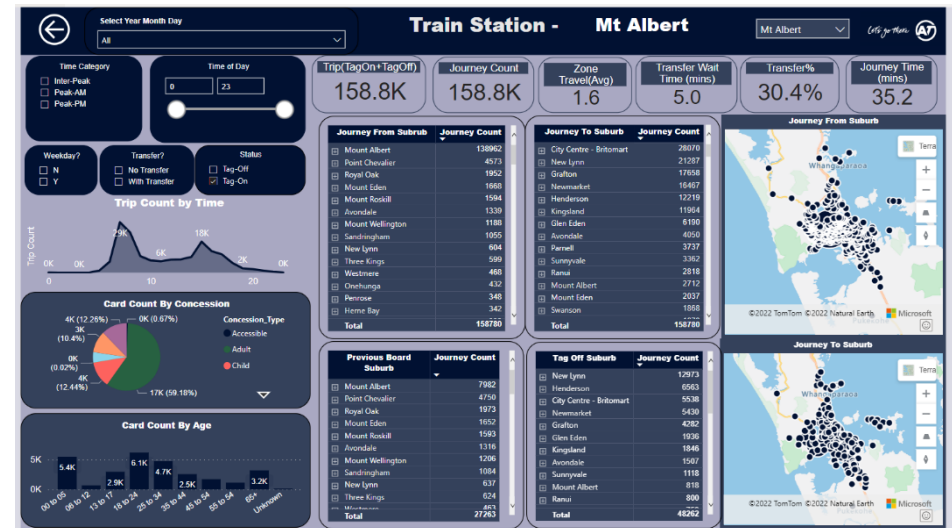 Select Year Month Day
All
Train Station - Mt Albert
Mt Albert
Let's go there AT
Time Category
Inter-Peak
Peak-AM
Peak-PM
Time of Day
0 23
Trip(TagOn+TagOff)
158.8K
Journey Count
158.8K
Zone
Travel(Avg)
1.6
Transfer Wait
Time (mins)
5.0
Transfer%
30.4%
Journey Time
(mins)
35.2
Weekday?
N
Y
Transfer?
No Transfer
With Transfer
Status
Tag-Off
Tag-On
Trip Count by Time
Trip Count
0K 0K 29K 6K 18K 2K 0K
0 10 20
Card Count By Concession
4K (12.26%) 0K (0.67%)
3K
(10.4%)
0K
(0.02%)
4K
(12.44%)
17K (59.18%)
Concession_Type
Accessible
Adult
Child
Card Count By Age
5K
0K
5.4K 2.9K 6.1K 4.7K 2.5K 3.2K
00 to 05 06 to 12 13 to 17 18 to 24 25 to 34 35 to 44 45 to 54 55 to 64 65+ Unknown
Journey From Subrub Journey Count
Mount Albert 138962
Point Chevalier 4573
Royal Oak 1952
Mount Eden 1668
Mount Roskill 1594
Avondale 1339
Mount Wellington 1188
Sandringham 1055
New Lynn 604
Three Kings 599
Westmere 468
Onehunga 432
Penrose 348
Herne Bay 342
Total 158780
Journey To Suburb Journey Count
City Centre - Britomart 28070
New Lynn 21287
Grafton 17658
Newmarket 16467
Henderson 12219
Kingsland 11964
Glen Eden 6190
Avondale 4050
Parnell 3737
Sunnyvale 3362
Ranui 2818
Mount Albert 2712
Mount Eden 2037
Swanson 1868
Total 158780
Previous Board
Suburb
Journey Count
Mount Albert 7982
Point Chevalier 4750
Royal Oak 1973
Mount Eden 1652
Mount Roskill 1593
Avondale 1316
Mount Wellington 1206
Sandringham 1084
New Lynn 637
Three Kings 624
Westmere 463
Total 27263
Tag Off Suburb Journey Count
New Lynn 12973
Henderson 6563
City Centre - Britomart 5538
Newmarket 5430
Grafton 4282
Glen Eden 1936
Kingsland 1846
Avondale 1507
Sunnyvale 1118
Mount Albert 818
Ranui 800
Total 48262
Journey From Suburb
Terra
Whangaparaoa
©2022 TomTom ©2022 Natural Earth Microsoft
Journey To Suburb
Terra
Whangaparaoa
©2022 TomTom ©2022 Natural Earth Microsoft